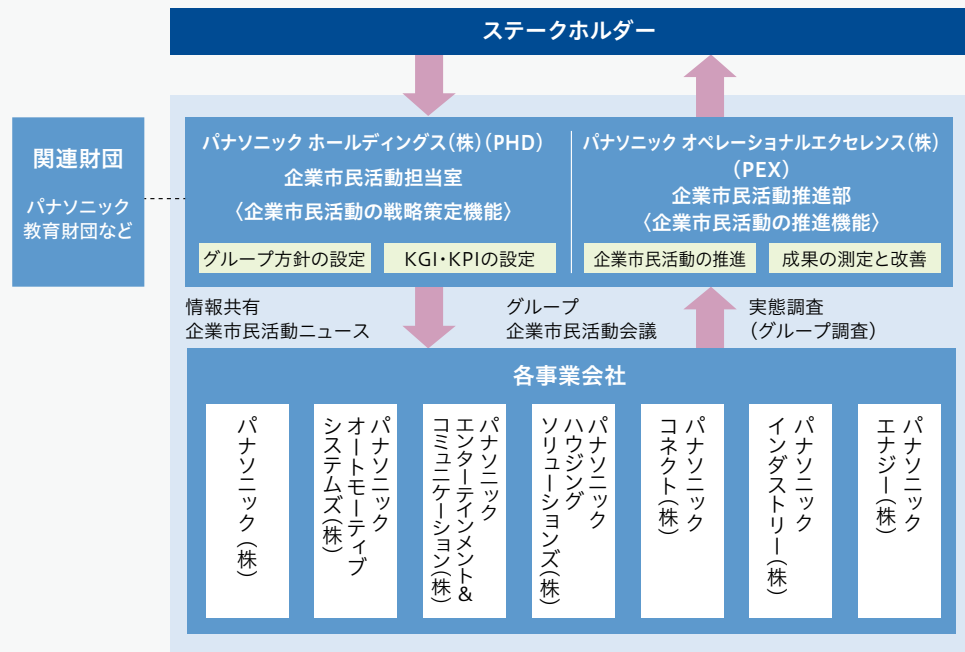 ステークホルダー
関連財団
パナソニック
教育財団など
パナソニック ホールディングス(株)(PHD)
企業市民活動担当室
〈企業市民活動の戦略策定機能〉
グループ方針の設定
KGI・KPIの設定
パナソニック オペレーショナルエクセレンス(株)
(PEX)
企業市民活動推進部
〈企業市民活動の推進機能〉
企業市民活動の推進
成果の測定と改善
情報共有
企業市民活動ニュース
グループ
企業市民活動会議
実態調査
(グループ調査)
各事業会社
パナソニック(株)
パナソニック
オートモーティブ
システムズ(株)
パナソニック
エンターテインメント&
コミュニケーション(株)
パナソニック
ハウジング
ソリューションズ(株)
パナソニック
コネクト(株)
パナソニック
インダストリー(株)
パナソニック
エナジー(株)